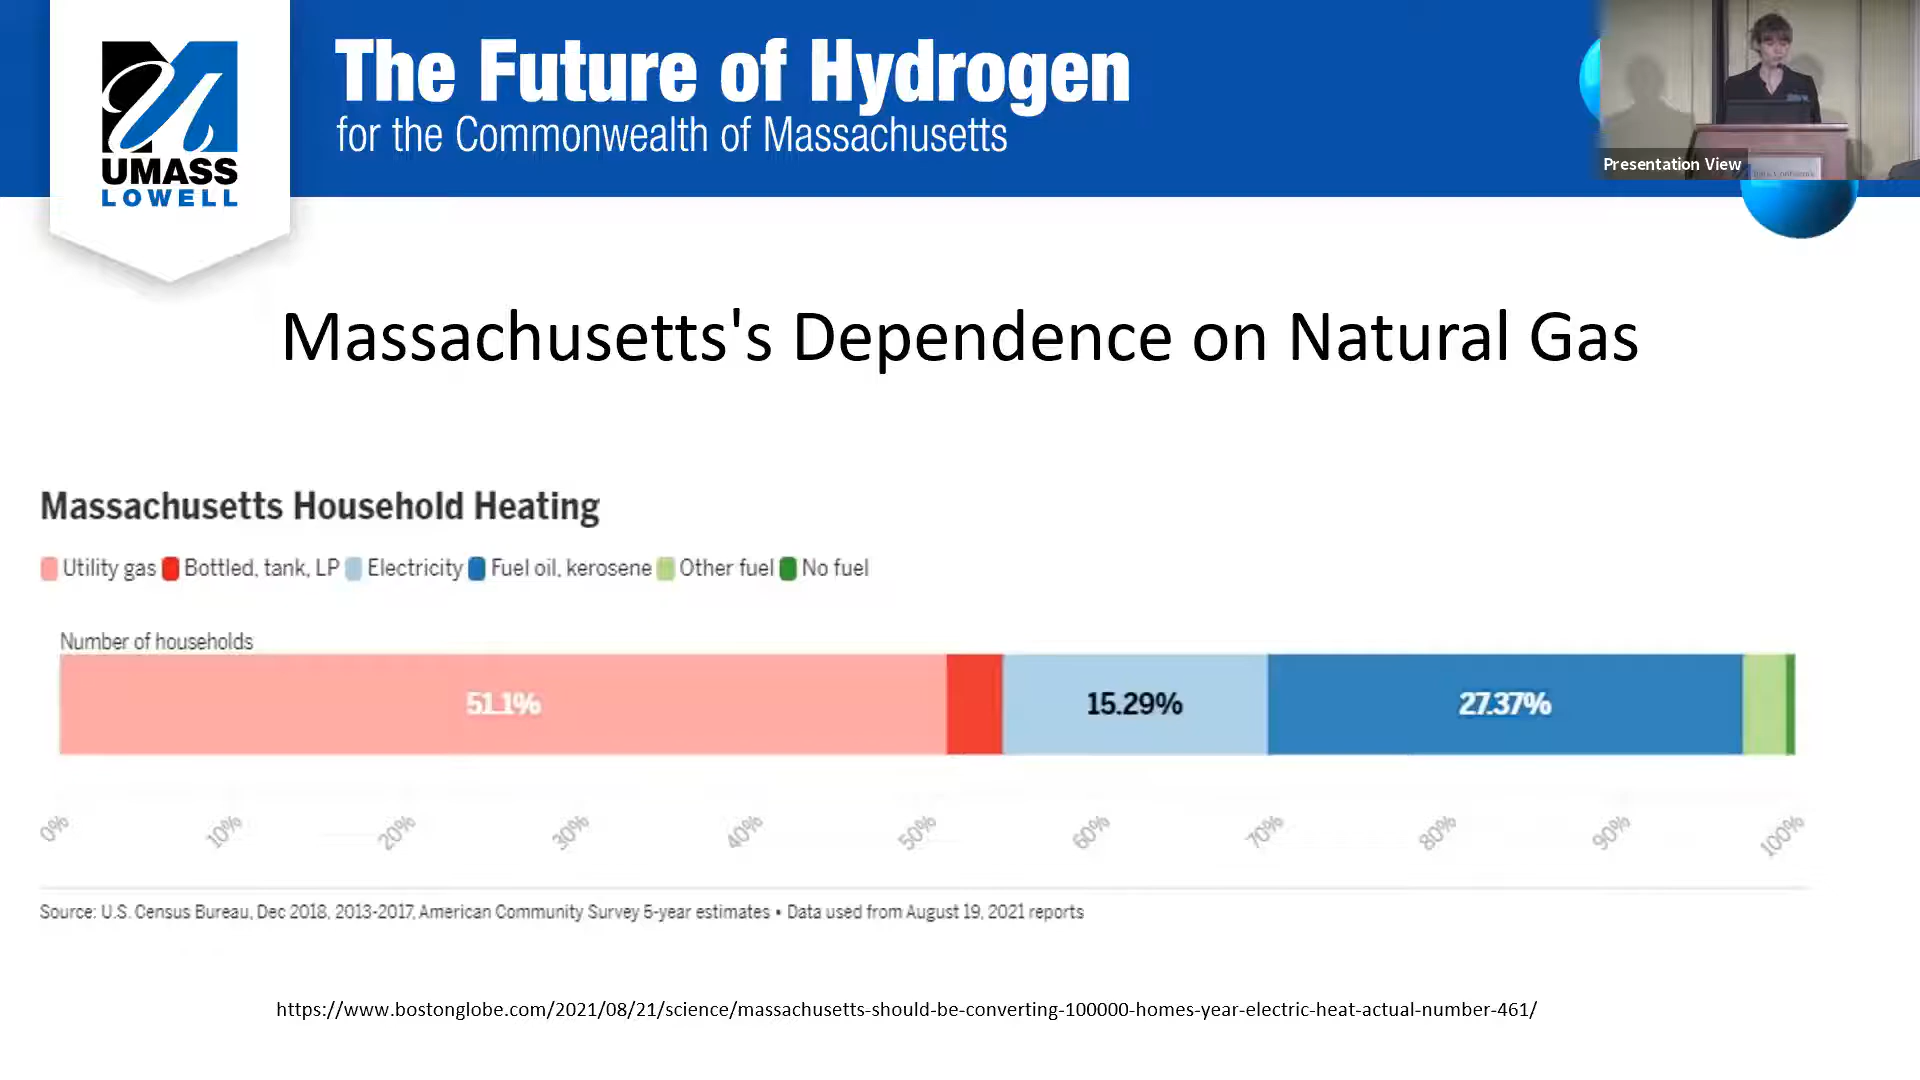 The Future of Hydrogen
for the Commonwealth of Massachusetts
UMASS
LOWELL
Presentation View
Massachusetts's Dependence on Natural Gas
Massachusetts Household Heating
Utility gas Bottled, tank, LP Electricity Fuel oil, kerosene Other fuel No fuel
Number of households
51.1% 15.29% 27.37%
0% 10% 20% 30% 40% 50% 60% 70% 80% 90% 100%
Source: U.S. Census Bureau, Dec 2018, 2013-2017, American Community Survey 5-year estimates • Data used from August 19, 2021 reports
https://www.bostonglobe.com/2021/08/21/science/massachusetts-should-be-converting-100000-homes-year-electric-heat-actual-number-461/